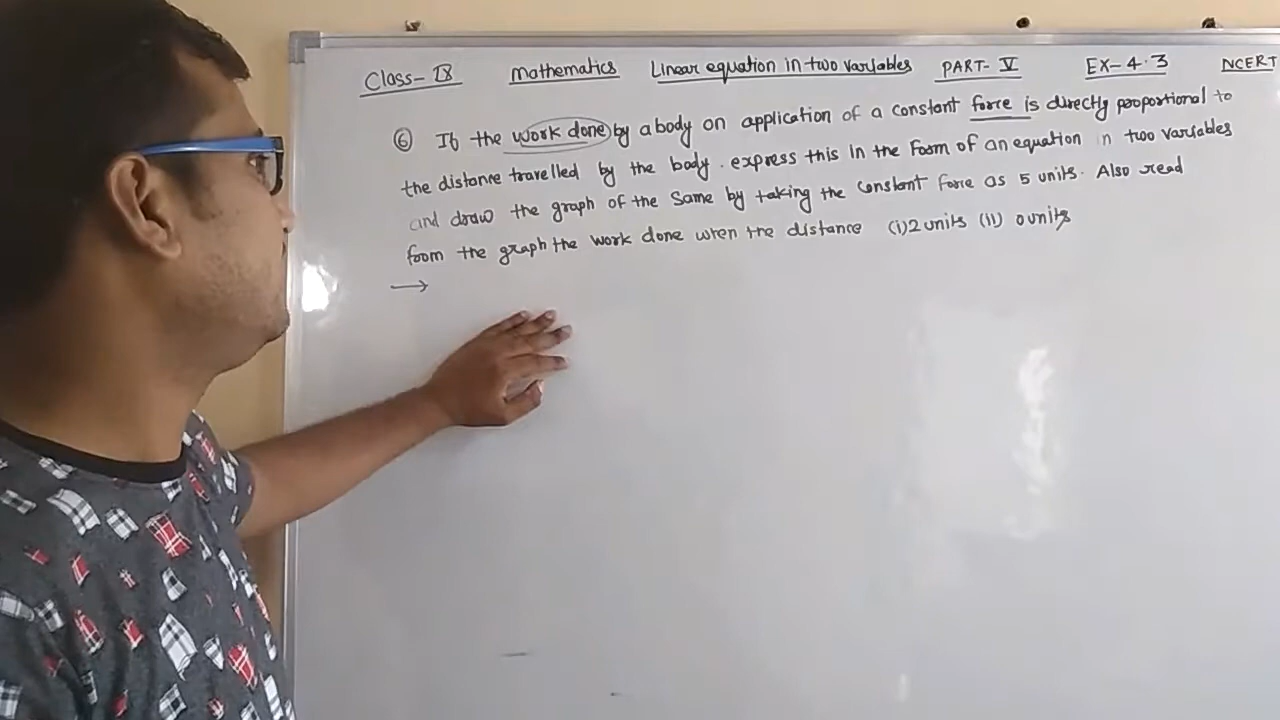 Class-IX Mathematics Linear equation in two variables PART-V EX-4.3 NCERT
⑥ If the work done by a body on application of a constant force is directly proportional to
the distance travelled by the body. express this in the form of an equation in two variables
and draw the graph of the same by taking the constant force as 5 units. Also read
from the graph the work done when the distance (i) 2 units (ii) 0 units
→